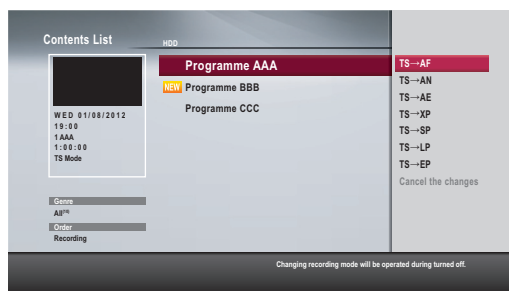 Contents List
HDD
Programme AAA
NEW Programme BBB
Programme CCC
WED 01/08/2012
19:00
1 AAA
1:00:00
TS Mode
Genre
All
Order
Recording
TS→AF
TS→AN
TS→AE
TS→XP
TS→SP
TS→LP
TS→EP
Cancel the changes
Changing recording mode will be operated during turned off.